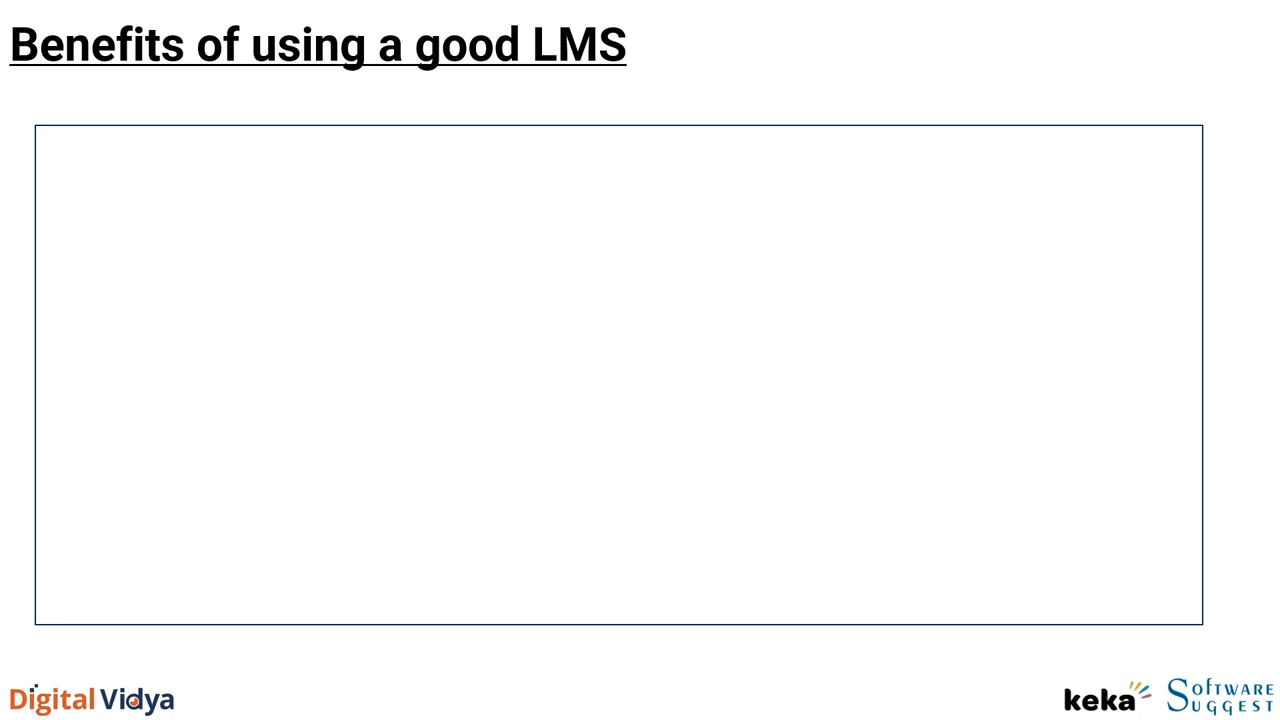 Benefits of using a good LMS
Digital Vidya
keka
SOFTWARE
SUGGEST